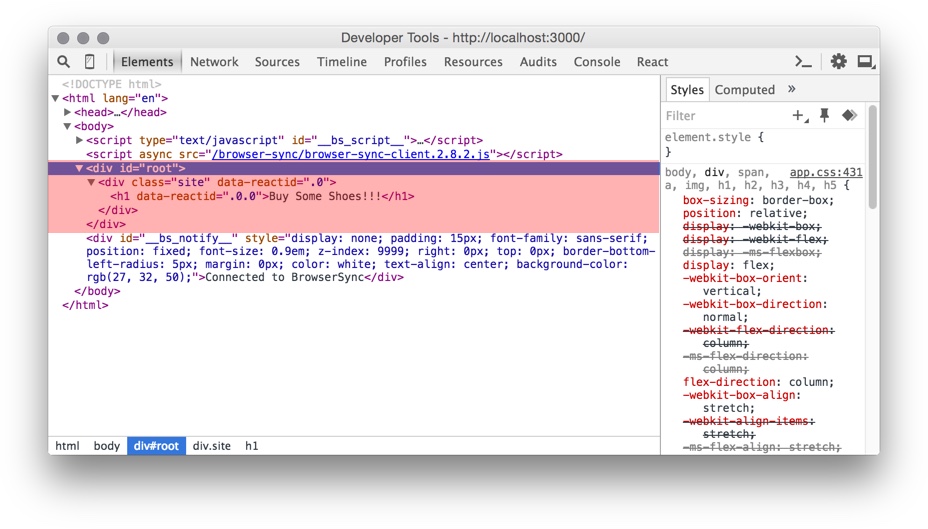 Developer Tools - http://localhost:3000/
Elements Network Sources Timeline Profiles Resources Audits Console React
<!DOCTYPE html>
<html lang="en">
<head>…</head>
<body>
<script type="text/javascript" id="__bs_script__">…</script>
<script async src="/browser-sync/browser-sync-client.2.8.2.js"></script>
<div id="root">
<div class="site" data-reactid=".0">
<h1 data-reactid=".0.0">Buy Some Shoes!!!</h1>
</div>
</div>
<div id="__bs_notify__" style="display: none; padding: 15px; font-family: sans-serif;
position: fixed; font-size: 0.9em; z-index: 9999; right: 0px; top: 0px; border-bottom-
left-radius: 5px; margin: 0px; color: white; text-align: center; background-color:
rgb(27, 32, 50);">Connected to BrowserSync</div>
</body>
</html>
html body div#root div.site h1
Styles Computed »
Filter
element.style {
}
body, div, span, app.css:431
a, img, h1, h2, h3, h4, h5 {
box-sizing: border-box;
position: relative;
display: -webkit-box;
display: -webkit-flex;
display: -ms-flexbox;
display: flex;
-webkit-box-orient:
vertical;
-webkit-box-direction:
normal;
-webkit-flex-direction:
column;
-ms-flex-direction:
column;
flex-direction: column;
-webkit-box-align:
stretch;
-webkit-align-items:
stretch;
-ms-flex-align: stretch;